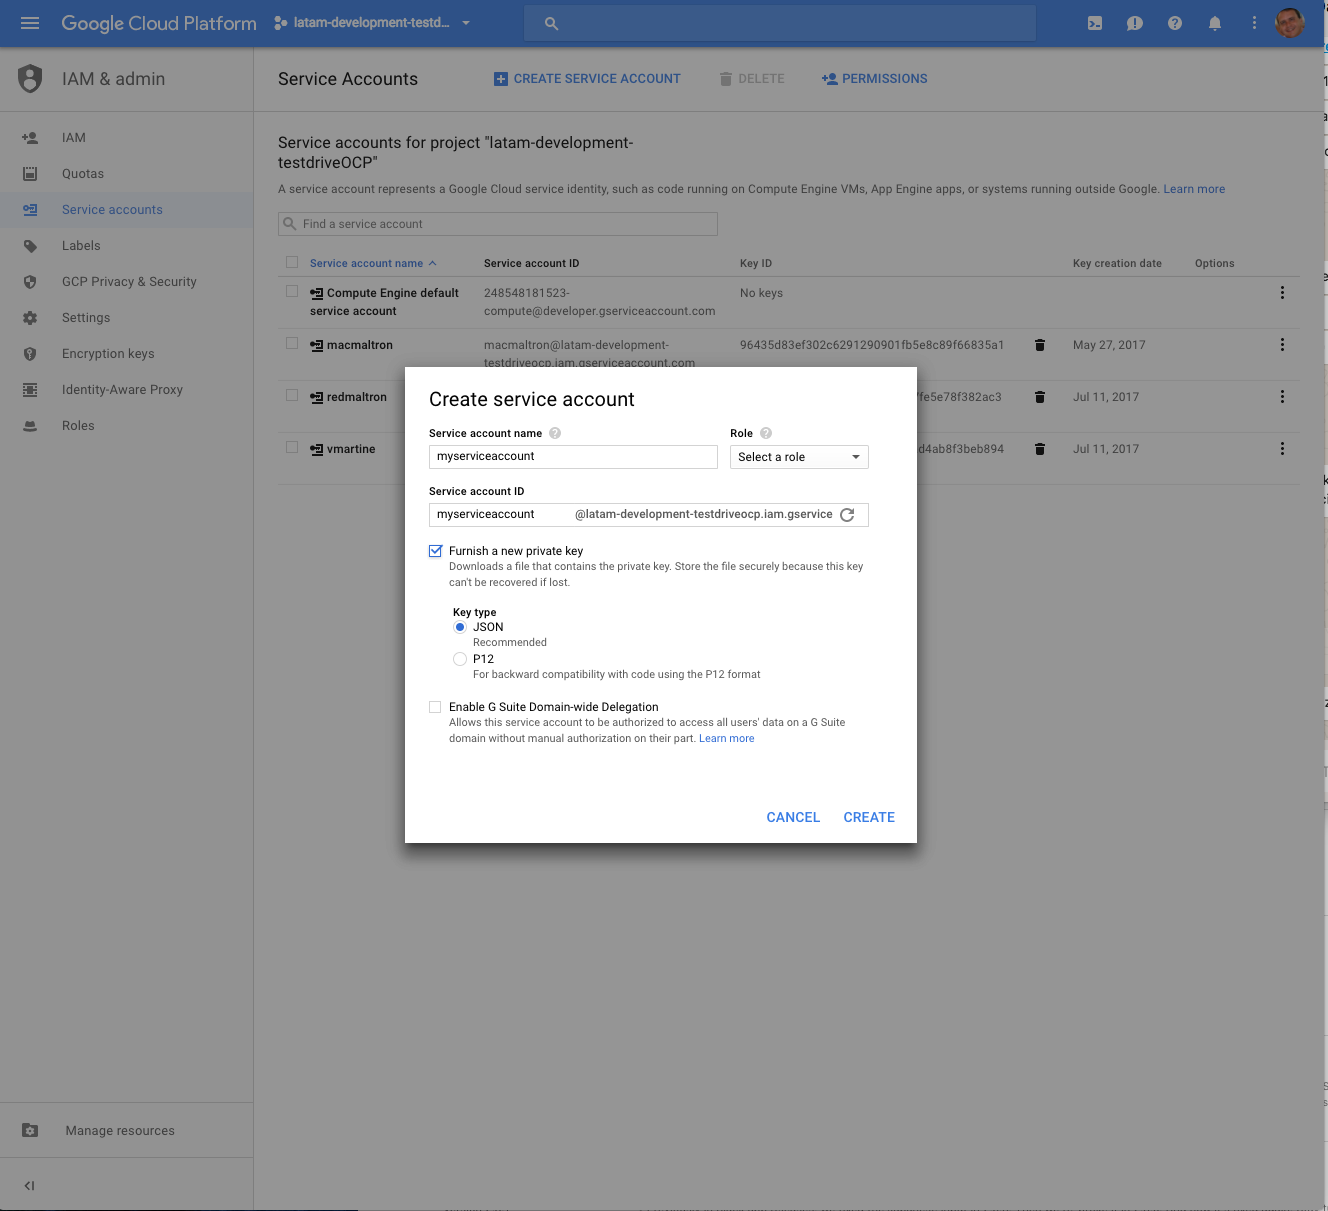 Google Cloud Platform
latam-development-testd...
IAM & admin
Service Accounts
CREATE SERVICE ACCOUNT
DELETE
PERMISSIONS
IAM
Quotas
Service accounts
Labels
GCP Privacy & Security
Settings
Encryption keys
Identity-Aware Proxy
Roles
Manage resources
Service accounts for project "latam-development-
testdriveOCP"
A service account represents a Google Cloud service identity, such as code running on Compute Engine VMs, App Engine apps, or systems running outside Google. Learn more
Find a service account
Service account name Service account ID Key ID Key creation date Options
Compute Engine default 248548181523- No keys
service account compute@developer.gserviceaccount.com
macmaltron macmaltron@latam-development- 96435d83ef302c6291290901fb5e8c89f66835a1 May 27, 2017
testdriveocp.iam.gserviceaccount.com
redmaltron fe5e78f382ac3 Jul 11, 2017
vmartine d4ab8f3beb894 Jul 11, 2017
Create service account
Service account name Role
myserviceaccount Select a role
Service account ID
myserviceaccount @latam-development-testdriveocp.iam.gservice
Furnish a new private key
Downloads a file that contains the private key. Store the file securely because this key
can't be recovered if lost.
Key type
JSON
Recommended
P12
For backward compatibility with code using the P12 format
Enable G Suite Domain-wide Delegation
Allows this service account to be authorized to access all users' data on a G Suite
domain without manual authorization on their part. Learn more
CANCEL CREATE